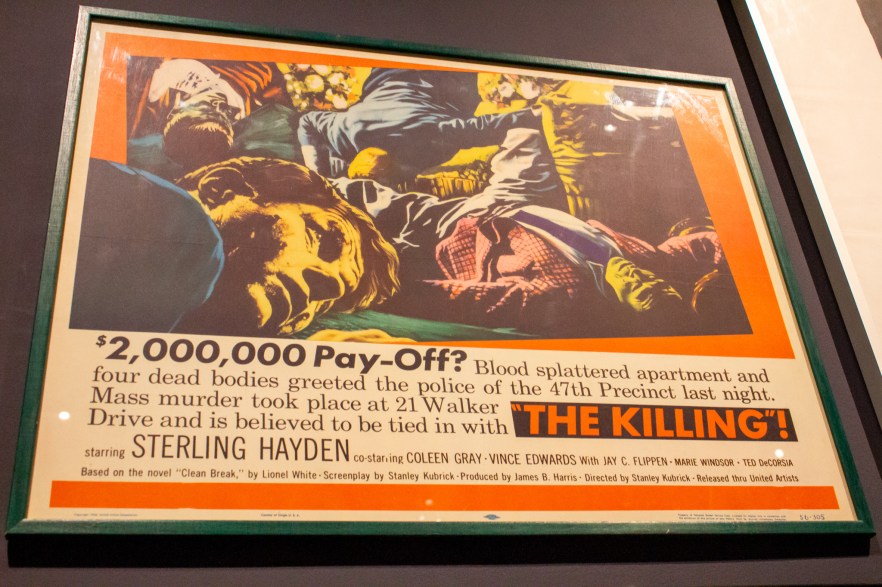 $2,000,000 Pay-Off? Blood splattered apartment and
four dead bodies greeted the police of the 47th Precinct last night.
Mass murder took place at 21 Walker
Drive and is believed to be tied in with "THE KILLING"!
starring STERLING HAYDEN co-starring COLEEN GRAY · VINCE EDWARDS With JAY C. FLIPPEN · MARIE WINDSOR · TED DeCORSIA
Based on the novel "Clean Break," by Lionel White · Screenplay by Stanley Kubrick · Produced by James B. Harris · Directed by Stanley Kubrick · Released thru United Artists
56-305